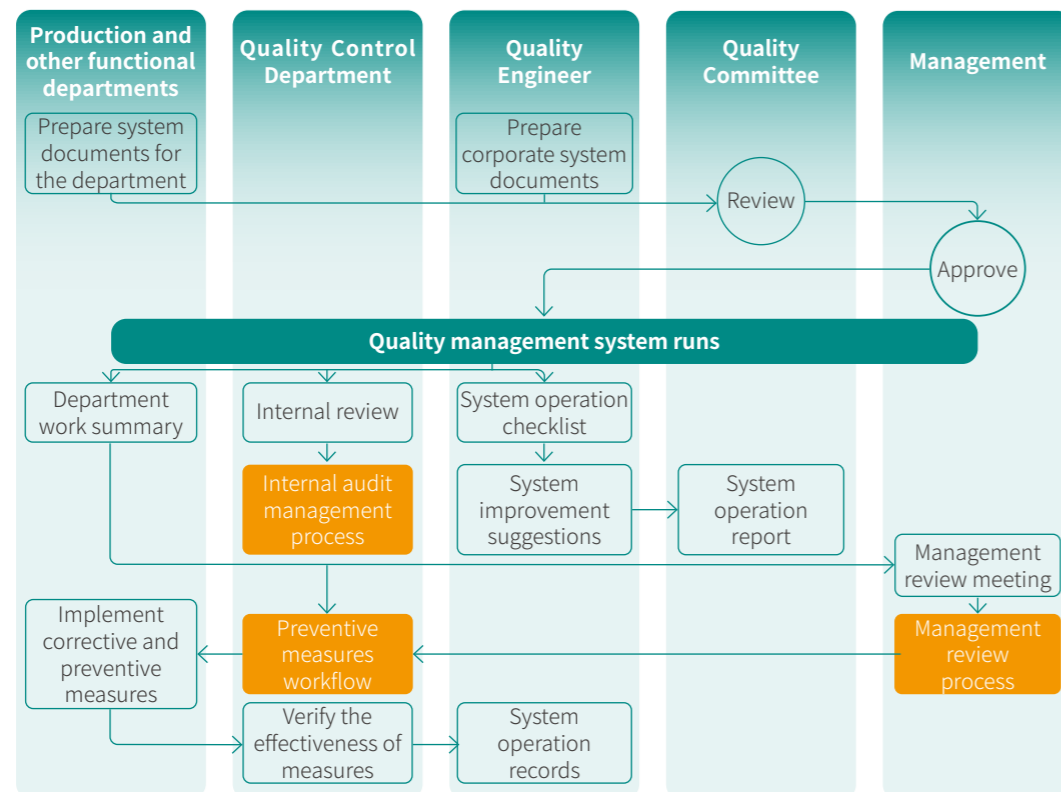 Production and
other functional
departments
Quality Control
Department
Quality
Engineer
Quality
Committee
Management
Prepare system
documents for
the department
Prepare
corporate system
documents
Review
Approve
Quality management system runs
Department
work summary
Internal review
System operation
checklist
Internal audit
management
process
System
improvement
suggestions
System
operation
report
Management
review meeting
Implement
corrective and
preventive
measures
Preventive
measures
workflow
Management
review
process
Verify the
effectiveness of
measures
System
operation
records